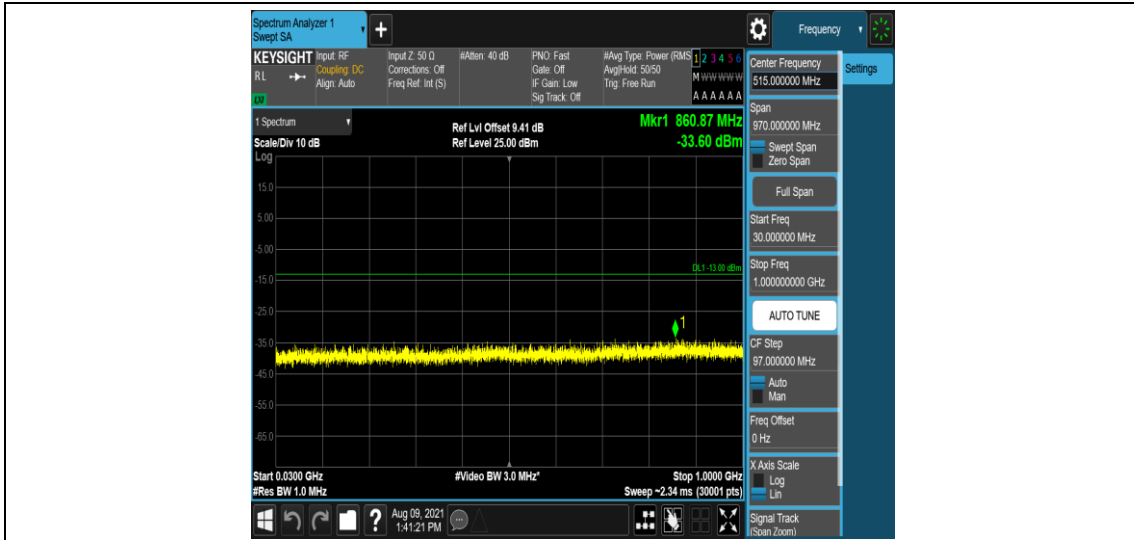 Spectrum Analyzer 1
Swept SA
Frequency
KEYSIGHT
RL
Input: RF
Coupling: DC
Align: Auto
Input Z: 50 Ω
Corrections: Off
Freq Ref: Int (S)
#Atten: 40 dB
PNO: Fast
Gate: Off
IF Gain: Low
Sig Track: Off
#Avg Type: Power (RMS
Avg|Hold: 50/50
Trig: Free Run
1 2 3 4 5 6
M W W W W W
A A A A A A
1 Spectrum
Scale/Div 10 dB
Log
Ref Lvl Offset 9.41 dB
Ref Level 25.00 dBm
Mkr1 860.87 MHz
-33.60 dBm
15.0
5.00
-5.00
-15.0
-25.0
-35.0
-45.0
-55.0
-65.0
DL1 -13.00 dBm
1
Start 0.0300 GHz
#Res BW 1.0 MHz
#Video BW 3.0 MHz*
Stop 1.0000 GHz
Sweep ~2.34 ms (30001 pts)
Aug 09, 2021
1:41:21 PM
Center Frequency
515.000000 MHz
Settings
Span
970.000000 MHz
Swept Span
Zero Span
Full Span
Start Freq
30.000000 MHz
Stop Freq
1.000000000 GHz
AUTO TUNE
CF Step
97.000000 MHz
Auto
Man
Freq Offset
0 Hz
X Axis Scale
Log
Lin
Signal Track
(Span Zoom)